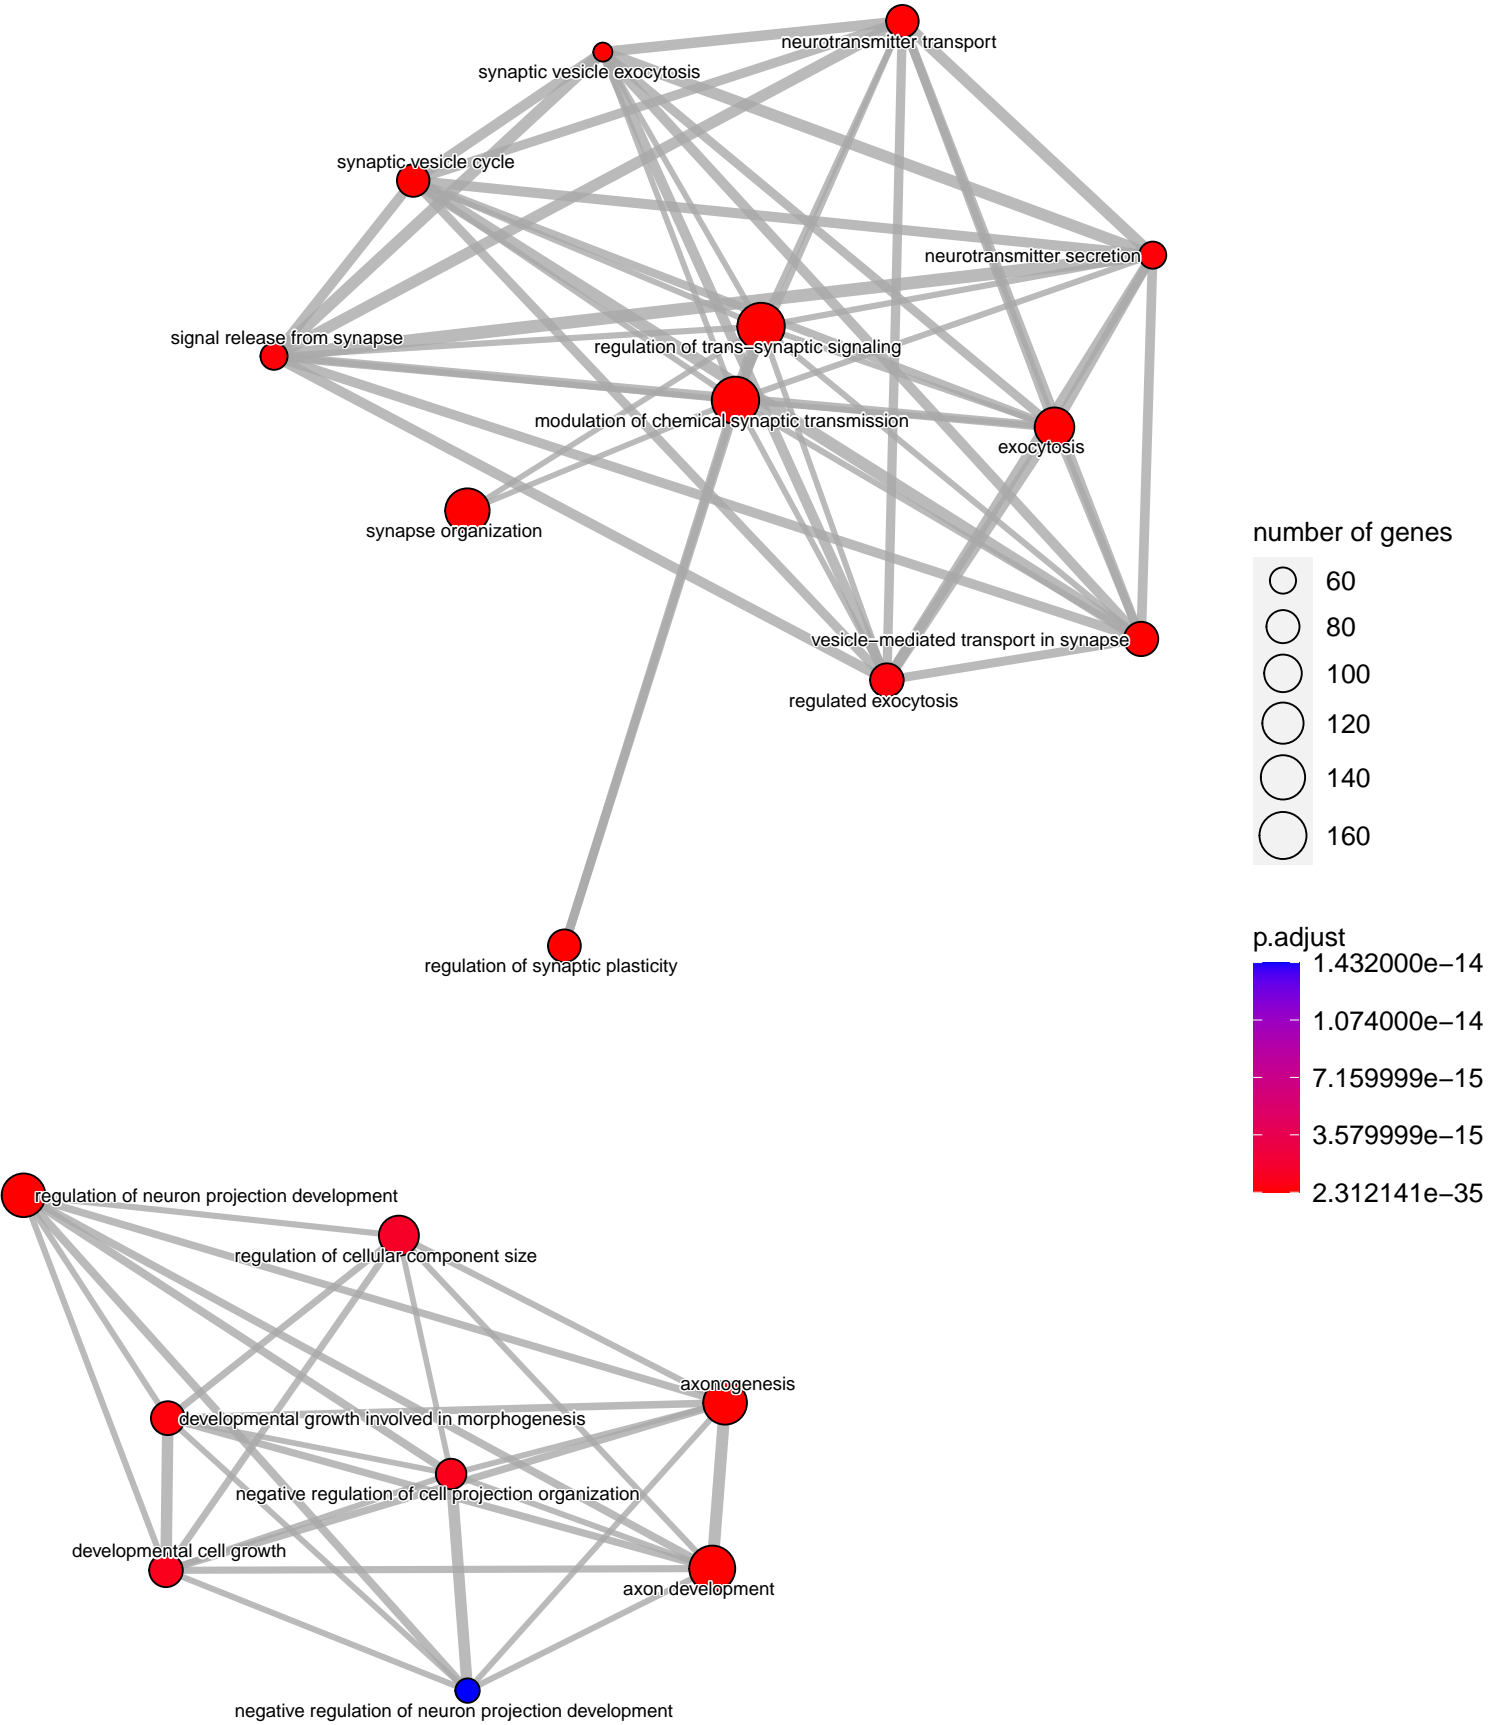 neurotransmitter transport
synaptic vesicle exocytosis
synaptic vesicle cycle
neurotransmitter secretion
signal release from synapse
regulation of trans−synaptic signaling
modulation of chemical synaptic transmission
exocytosis
synapse organization
vesicle−mediated transport in synapse
regulated exocytosis
regulation of synaptic plasticity
number of genes
60
80
100
120
140
160
p.adjust
1.432000e−14
1.074000e−14
7.159999e−15
3.579999e−15
2.312141e−35
regulation of neuron projection development
regulation of cellular component size
axonogenesis
developmental growth involved in morphogenesis
negative regulation of cell projection organization
developmental cell growth
axon development
negative regulation of neuron projection development